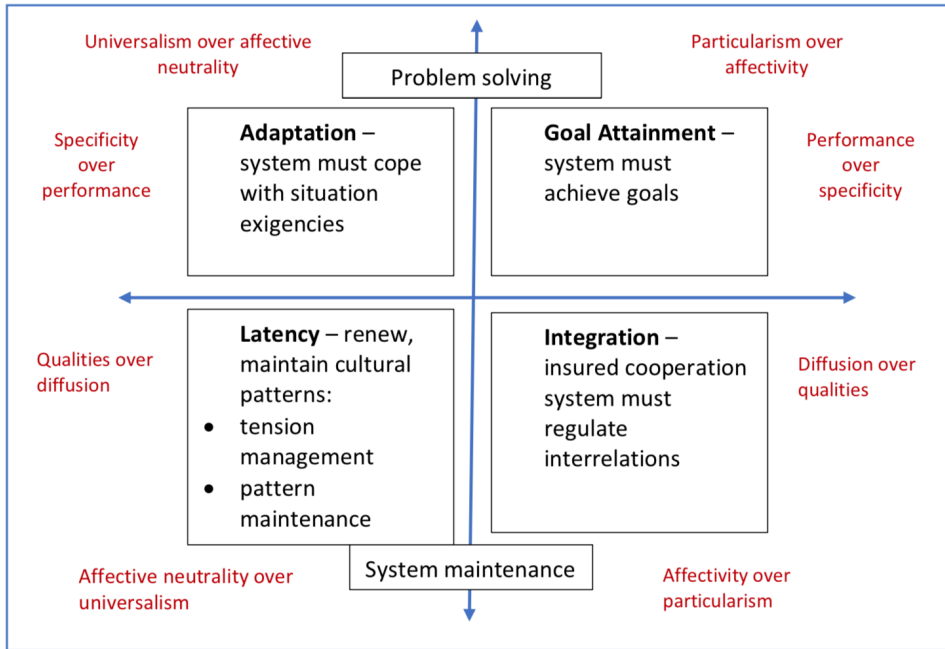 Universalism over affective
neutrality
Particularism over
affectivity
Problem solving
Specificity
over
performance
Adaptation –
system must cope
with situation
exigencies
Goal Attainment –
system must
achieve goals
Performance
over
specificity
Qualities over
diffusion
Latency – renew,
maintain cultural
patterns:
• tension
management
• pattern
maintenance
Integration –
insured cooperation
system must
regulate
interrelations
Diffusion over
qualities
Affective neutrality over
universalism
System maintenance
Affectivity over
particularism